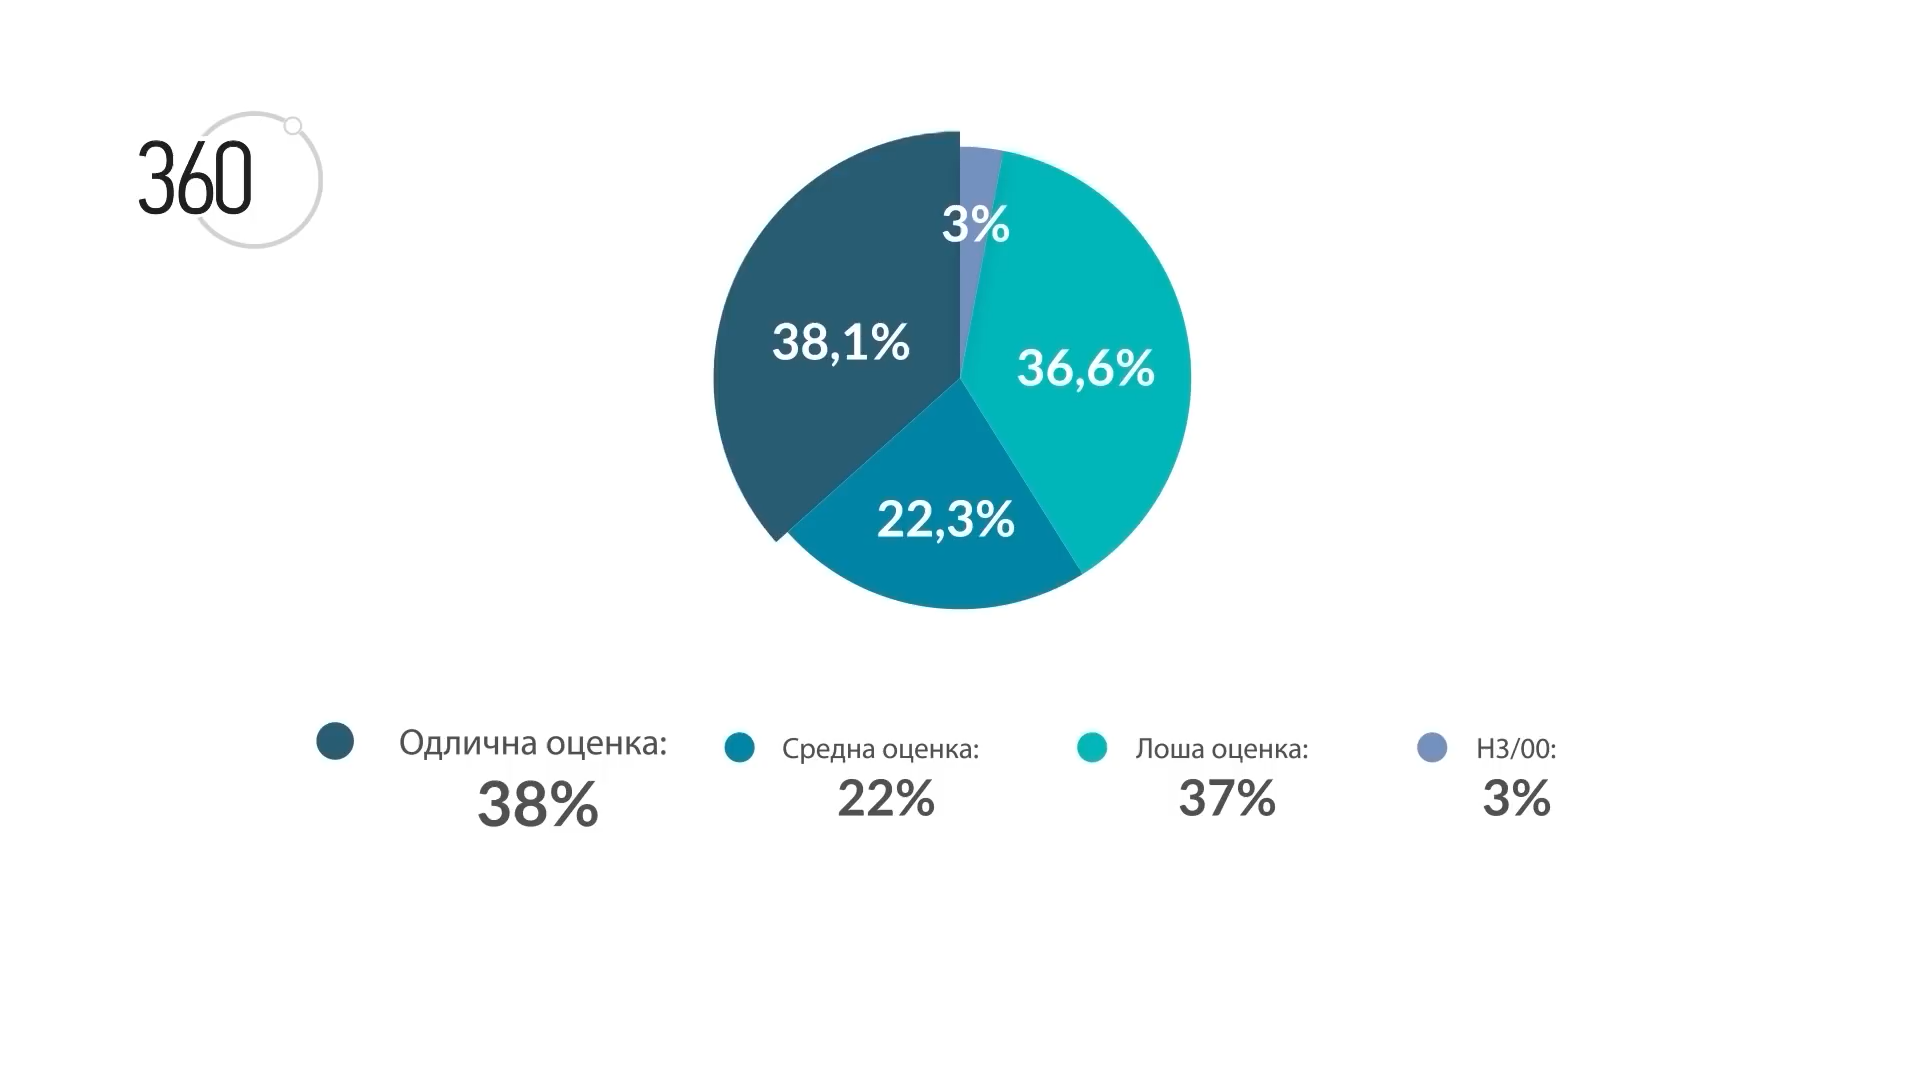 360
3%
38,1%
36,6%
22,3%
Одлична оценка:
38%
Средна оценка:
22%
Лоша оценка:
37%
НЗ/00:
3%